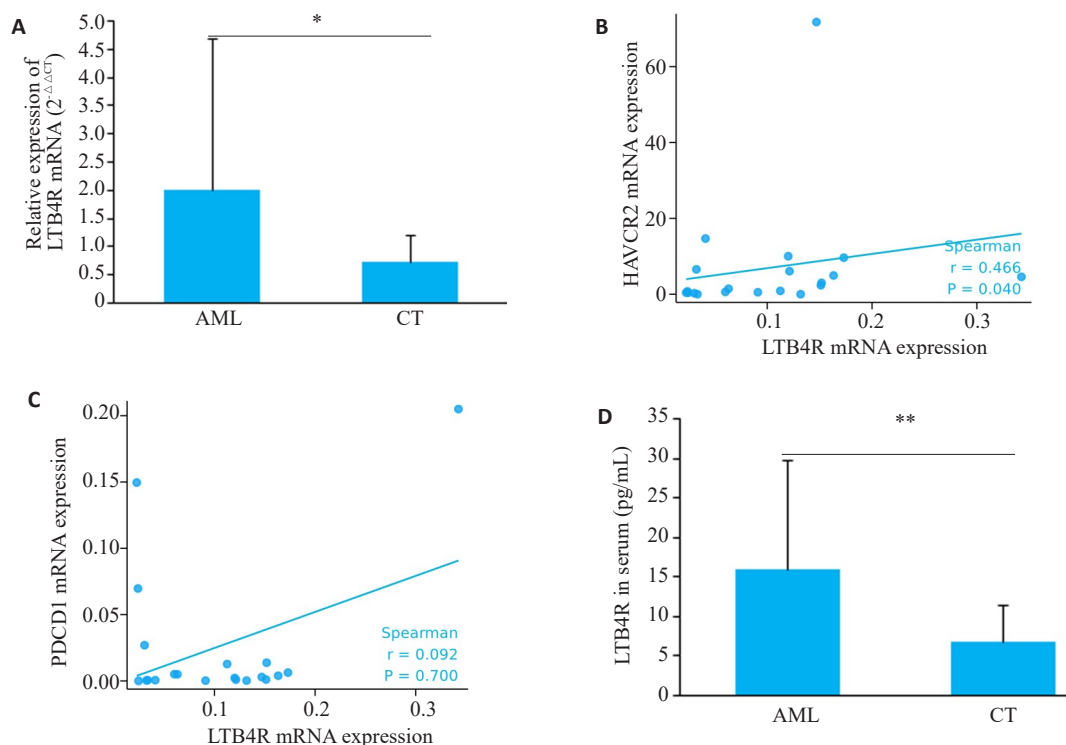 A
Relative expression of
LTB4R mRNA (2-△△CT)
5.0
4.5
4.0
3.5
3.0
2.5
2.0
1.5
1.0
0.5
0
*
AML
CT
B
HAVCR2 mRNA expression
60
40
20
0
Spearman
r = 0.466
P = 0.040
0.1
0.2
0.3
LTB4R mRNA expression
C
PDCD1 mRNA expression
0.20
0.15
0.10
0.05
0.00
Spearman
r = 0.092
P = 0.700
0.1
0.2
0.3
LTB4R mRNA expression
D
LTB4R in serum (pg/mL)
35
30
25
20
15
10
5
0
**
AML
CT